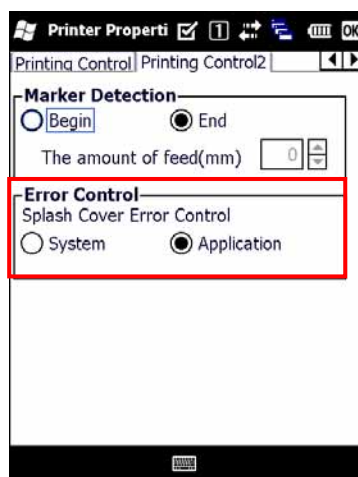 Printer Properti 1 OK
Printing Control Printing Control2
Marker Detection
Begin End
The amount of feed(mm) 0
Error Control
Splash Cover Error Control
System Application